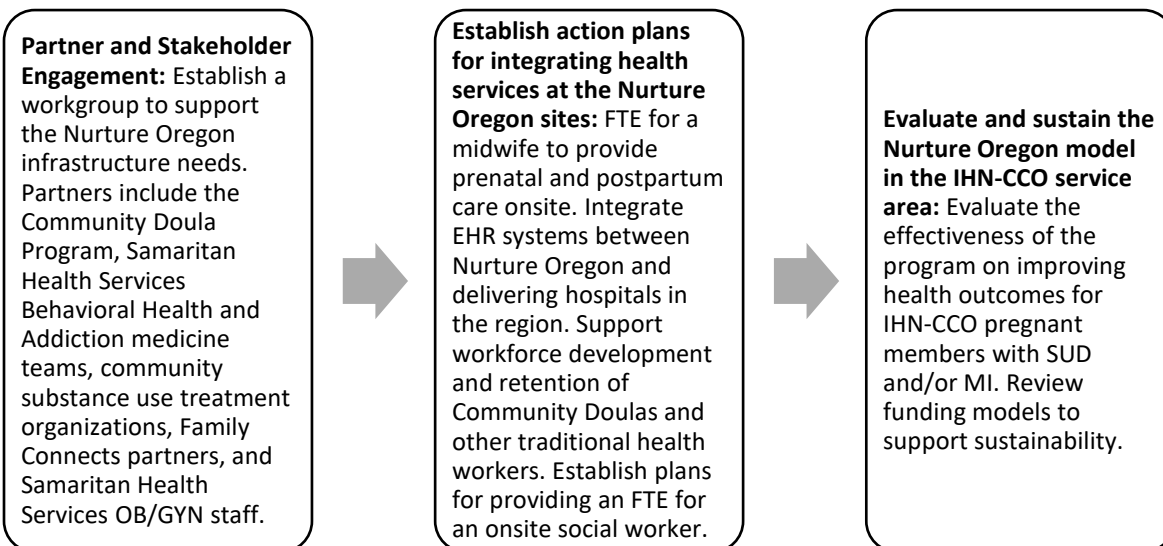 Partner and Stakeholder
Engagement: Establish a
workgroup to support
the Nurture Oregon
infrastructure needs.
Partners include the
Community Doula
Program, Samaritan
Health Services
Behavioral Health and
Addiction medicine
teams, community
substance use treatment
organizations, Family
Connects partners, and
Samaritan Health
Services OB/GYN staff.
Establish action plans
for integrating health
services at the Nurture
Oregon sites: FTE for a
midwife to provide
prenatal and postpartum
care onsite. Integrate
EHR systems between
Nurture Oregon and
delivering hospitals in
the region. Support
workforce development
and retention of
Community Doulas and
other traditional health
workers. Establish plans
for providing an FTE for
an onsite social worker.
Evaluate and sustain the
Nurture Oregon model
in the IHN-CCO service
area: Evaluate the
effectiveness of the
program on improving
health outcomes for
IHN-CCO pregnant
members with SUD
and/or MI. Review
funding models to
support sustainability.